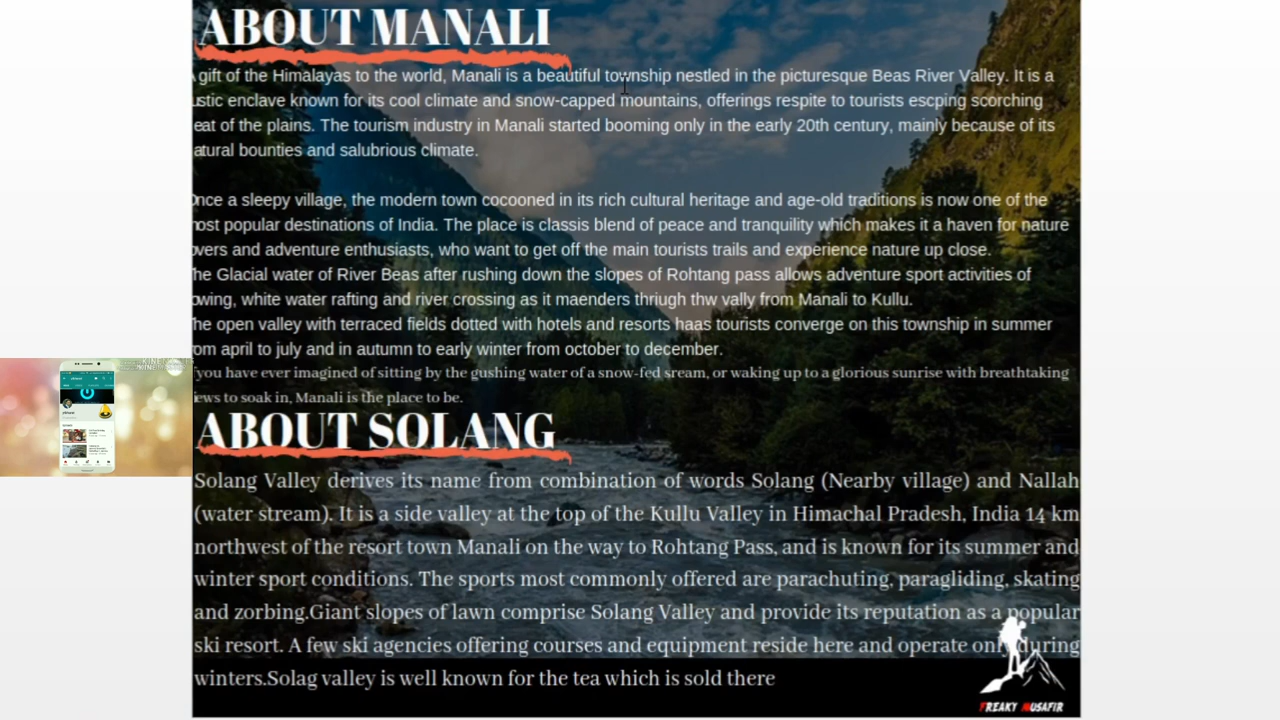 ABOUT MANALI
gift of the Himalayas to the world, Manali is a beautiful township nestled in the picturesque Beas River Valley. It is a
ustic enclave known for its cool climate and snow-capped mountains, offerings respite to tourists escping scorching
eat of the plains. The tourism industry in Manali started booming only in the early 20th century, mainly because of its
atural bounties and salubrious climate.
nce a sleepy village, the modern town cocooned in its rich cultural heritage and age-old traditions is now one of the
ost popular destinations of India. The place is classis blend of peace and tranquility which makes it a haven for nature
overs and adventure enthusiasts, who want to get off the main tourists trails and experience nature up close.
he Glacial water of River Beas after rushing down the slopes of Rohtang pass allows adventure sport activities of
owing, white water rafting and river crossing as it maenders thriugh thw vally from Manali to Kullu.
he open valley with terraced fields dotted with hotels and resorts haas tourists converge on this township in summer
om april to july and in autumn to early winter from october to december.
you have ever imagined of sitting by the gushing water of a snow-fed sream, or waking up to a glorious sunrise with breathtaking
iews to soak in, Manali is the place to be.
ABOUT SOLANG
Solang Valley derives its name from combination of words Solang (Nearby village) and Nallah
(water stream). It is a side valley at the top of the Kullu Valley in Himachal Pradesh, India 14 km
northwest of the resort town Manali on the way to Rohtang Pass, and is known for its summer and
winter sport conditions. The sports most commonly offered are parachuting, paragliding, skating
and zorbing.Giant slopes of lawn comprise Solang Valley and provide its reputation as a popular
ski resort. A few ski agencies offering courses and equipment reside here and operate only during
winters.Solag valley is well known for the tea which is sold there
FREAKY MUSAFIR